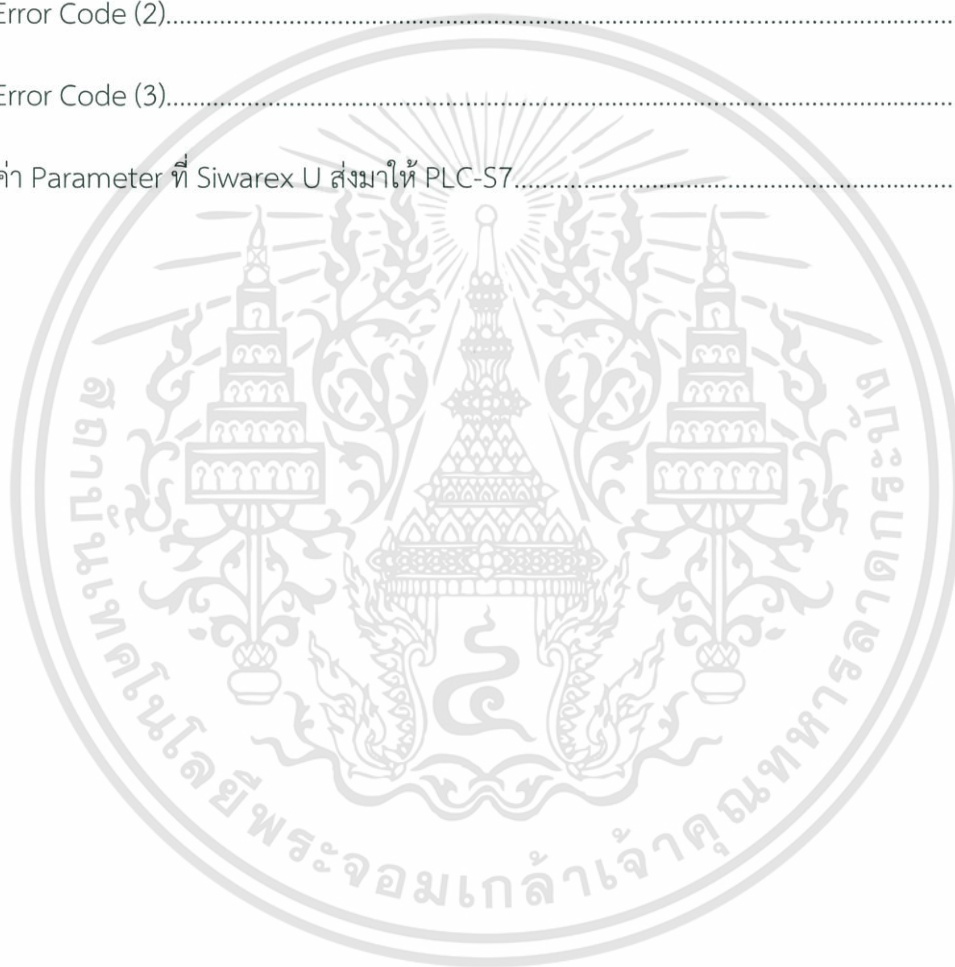 Error Code (2)
Error Code (3)
ค่า Parameter ที่ Siwarex U ส่งมาให้ PLC-S7
สถาบันเทคโนโลยีพระจอมเกล้าเจ้าคุณทหารลาดกระบัง